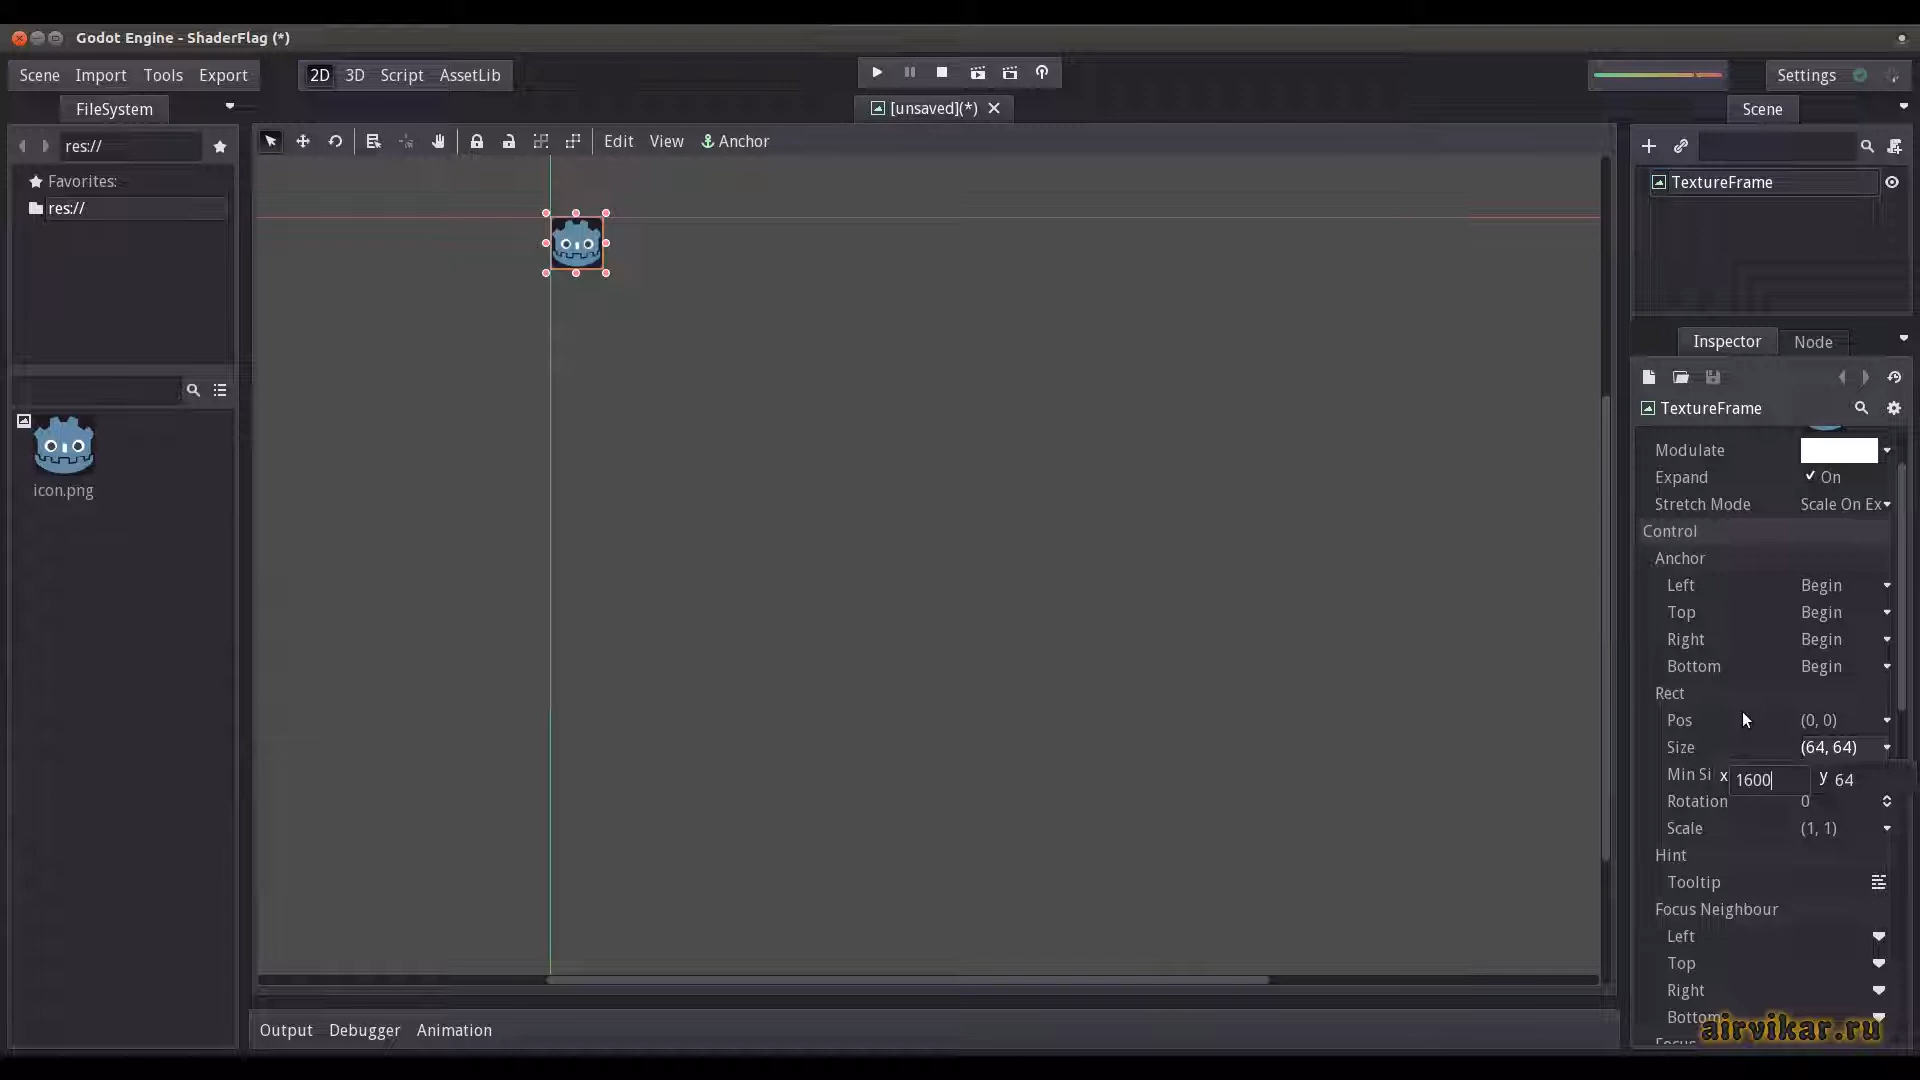 Godot Engine - ShaderFlag (*)
Scene Import Tools Export
2D 3D Script AssetLib
Settings
FileSystem
[unsaved](*)
Scene
res://
Edit View Anchor
Favorites:
res://
TextureFrame
icon.png
Inspector Node
TextureFrame
Modulate
Expand On
Stretch Mode Scale On Ex
Control
Anchor
Left Begin
Top Begin
Right Begin
Bottom Begin
Rect
Pos (0, 0)
Size (64, 64)
Min Si x 1600 y 64
Rotation 0
Scale (1, 1)
Hint
Tooltip
Focus Neighbour
Left
Top
Right
Bottom
Focus
Output Debugger Animation
airvikar.ru